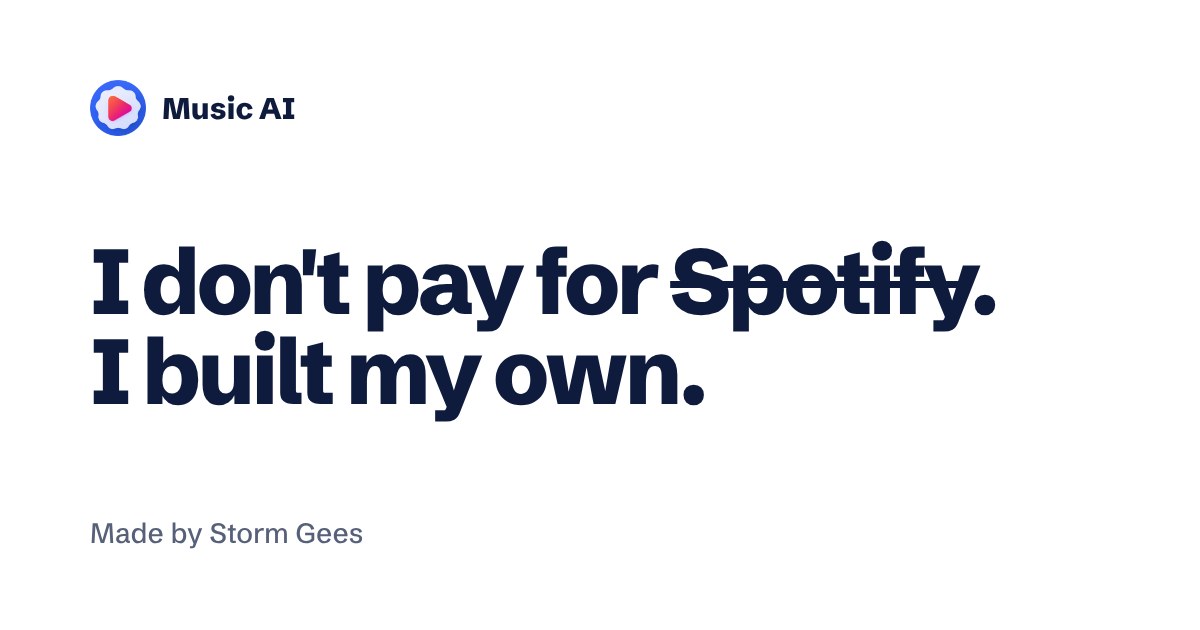 Music AI
I don't pay for Spotify.
I built my own.
Made by Storm Gees